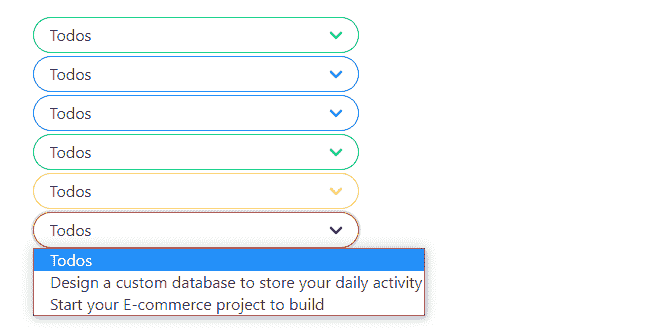 Todos
Todos
Todos
Todos
Todos
Todos
Todos
Design a custom database to store your daily activity
Start your E-commerce project to build